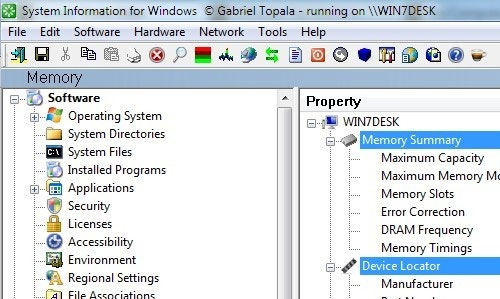 System Information for Windows © Gabriel Topala - running on \\WIN7DESK
File Edit Software Hardware Network Tools Help
Memory
Software
Operating System
System Directories
System Files
Installed Programs
Applications
Security
Licenses
Accessibility
Environment
Regional Settings
File Associations
Property
WIN7DESK
Memory Summary
Maximum Capacity
Maximum Memory Mo
Memory Slots
Error Correction
DRAM Frequency
Memory Timings
Device Locator
Manufacturer